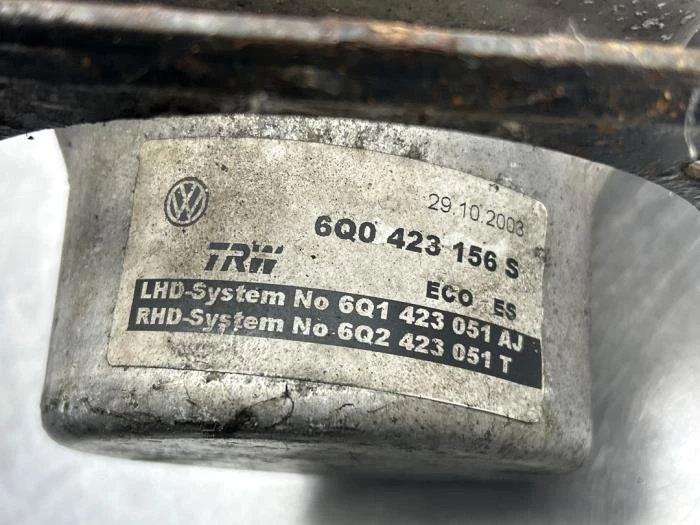 29.10.2003
6Q0 423 156 S
TRW
ECO ES
LHD-System No 6Q1 423 051 AJ
RHD-System No 6Q2 423 051 T